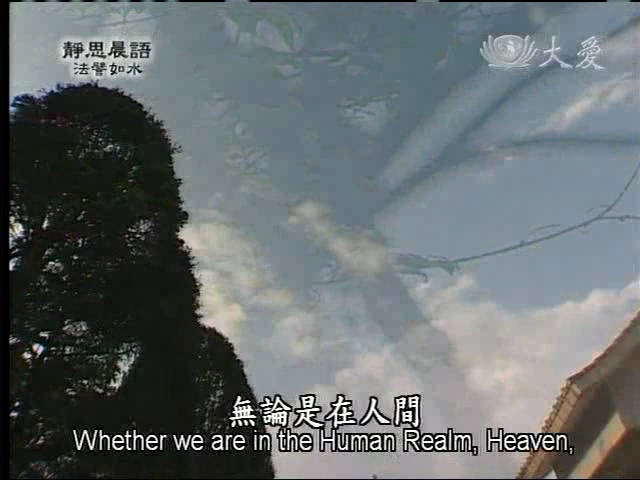 靜思晨語
法譬如水
大愛
無論是在人間
Whether we are in the Human Realm, Heaven,